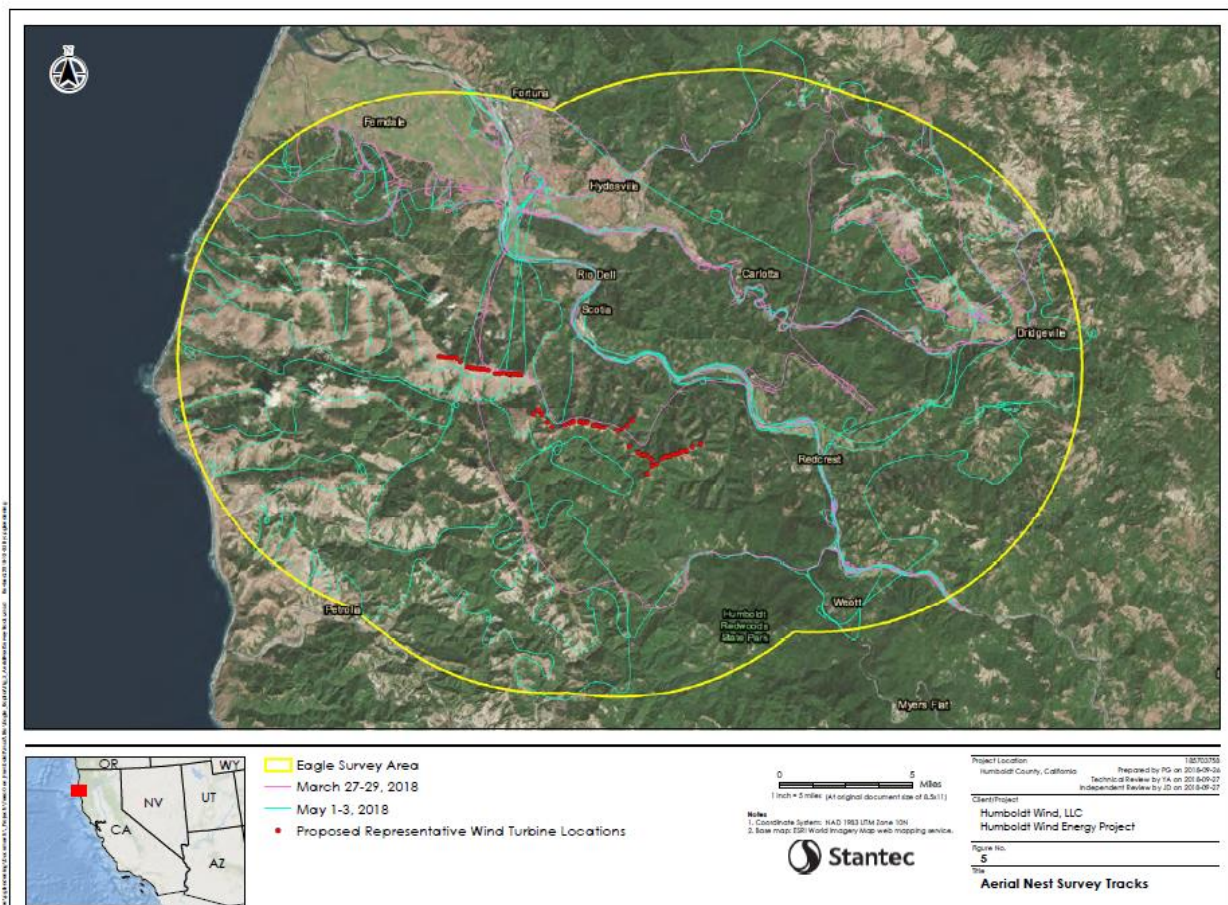 N
Fortuna
Ferndale
Hydesville
Rio Dell
Carlotta
Scotia
Bridgeville
Redcrest
Petrolia
Weott
Humboldt
Redwoods
State Park
Myers Flat
OR
WY
NV
UT
CA
AZ
Eagle Survey Area
March 27-29, 2018
May 1-3, 2018
Proposed Representative Wind Turbine Locations
0 5
Miles
1 inch = 5 miles (At original document size of 8.5x11)
Notes
1. Coordinate System: NAD 1983 UTM Zone 10N
2. Base map: ESRI World Imagery Map web mapping service.
Stantec
Project Location
Humboldt County, California
185703758
Prepared by PG on 2018-09-26
Technical Review by YA on 2018-09-27
Independent Review by JD on 2018-09-27
Client/Project
Humboldt Wind, LLC
Humboldt Wind Energy Project
Figure No.
5
Title
Aerial Nest Survey Tracks